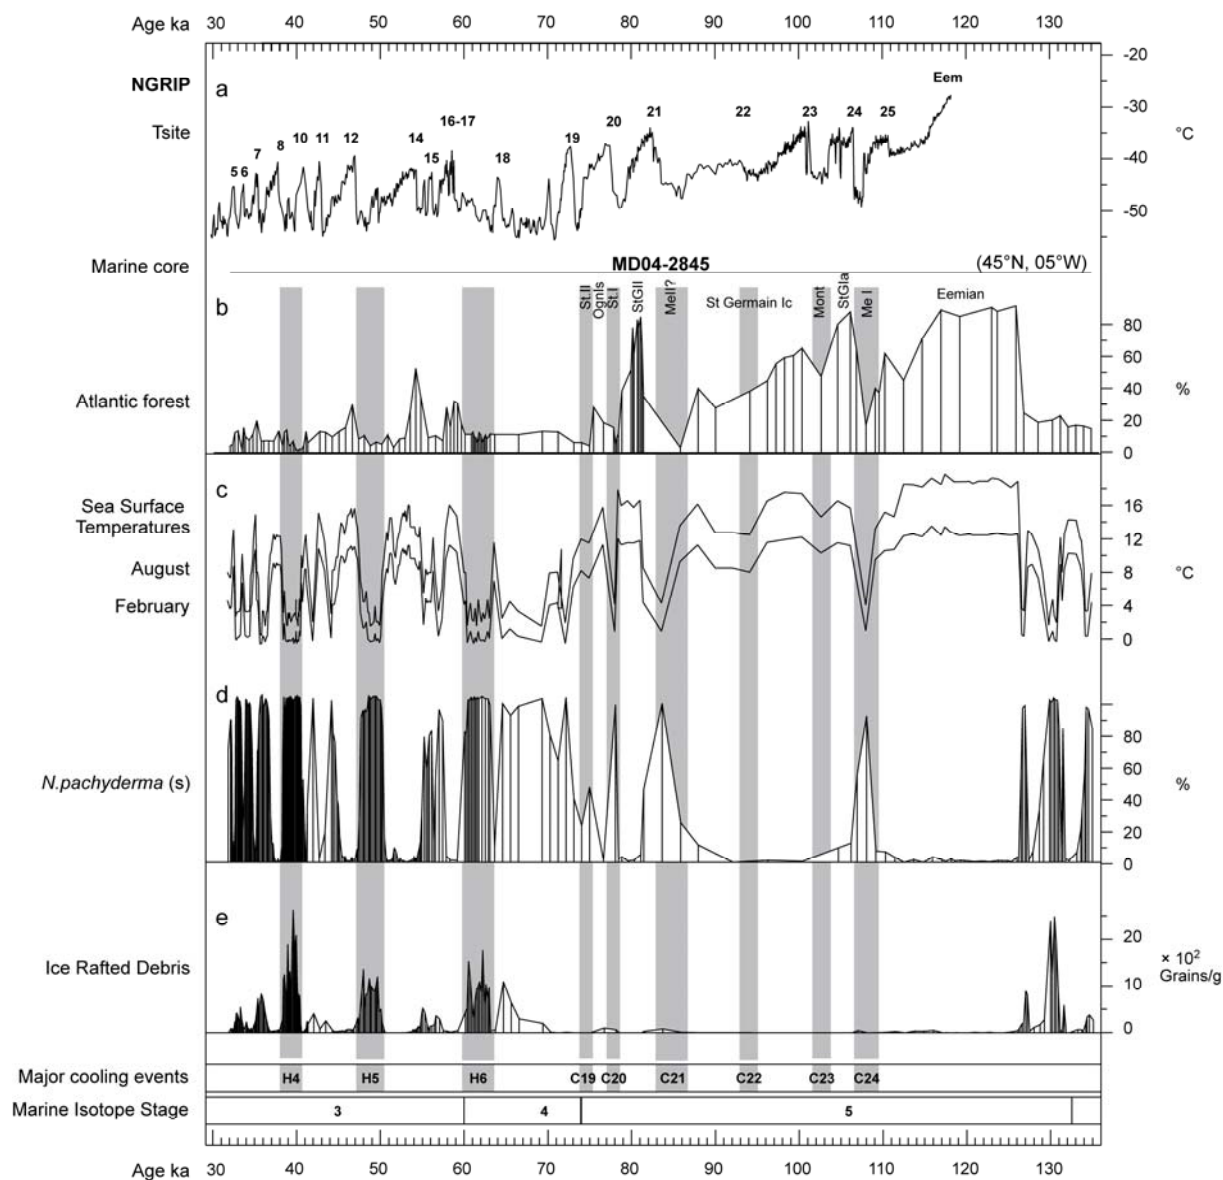 Age ka 30 40 50 60 70 80 90 100 110 120 130
-20
NGRIP a Eem
-30
Tsite °C
5 6 7 8 10 11 12 14 15 16-17 18 19 20 21 22 23 24 25
-40
-50
Marine core MD04-2845 (45°N, 05°W)
St.II OgnIs St.I StGII MelI? St Germain Ic Mont StGIa Me I Eemian
b
80
60
Atlantic forest 40 %
20
0
c
Sea Surface 16
Temperatures
12
August 8 °C
February 4
0
d
80
60
N.pachyderma (s) %
40
20
0
e
20
Ice Rafted Debris × 10²
10 Grains/g
0
Major cooling events H4 H5 H6 C19 C20 C21 C22 C23 C24
Marine Isotope Stage 3 4 5
Age ka 30 40 50 60 70 80 90 100 110 120 130